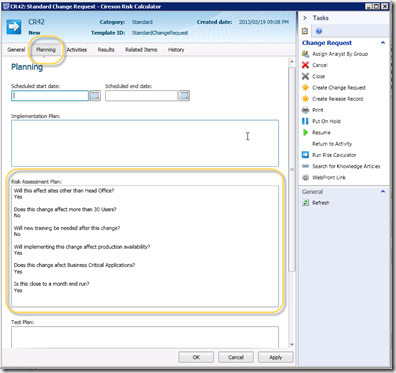 CR42: Standard Change Request - Cireson Risk Calculator
CR42 Category: Standard Created date: 2013/03/19 09:08 PM
New Template ID: StandardChangeRequest
General Planning Activities Results Related Items History
Planning
Scheduled start date: Scheduled end date:
Implementation Plan:
Risk Assessment Plan:
Will this affect sites other than Head Office?
Yes
Does this change affect more than 30 Users?
No
Will new training be needed after this change?
No
Will implementing this change affect production availability?
Yes
Does this change afect Business Critical Applications?
Yes
Is this close to a month end run?
Yes
Test Plan:
OK Cancel Apply
Tasks
Change Request
Assign Analyst By Group
Cancel
Close
Create Change Request
Create Release Record
Print
Put On Hold
Resume
Return to Activity
Run Risk Calculator
Search for Knowledge Articles
WebFront Link
General
Refresh